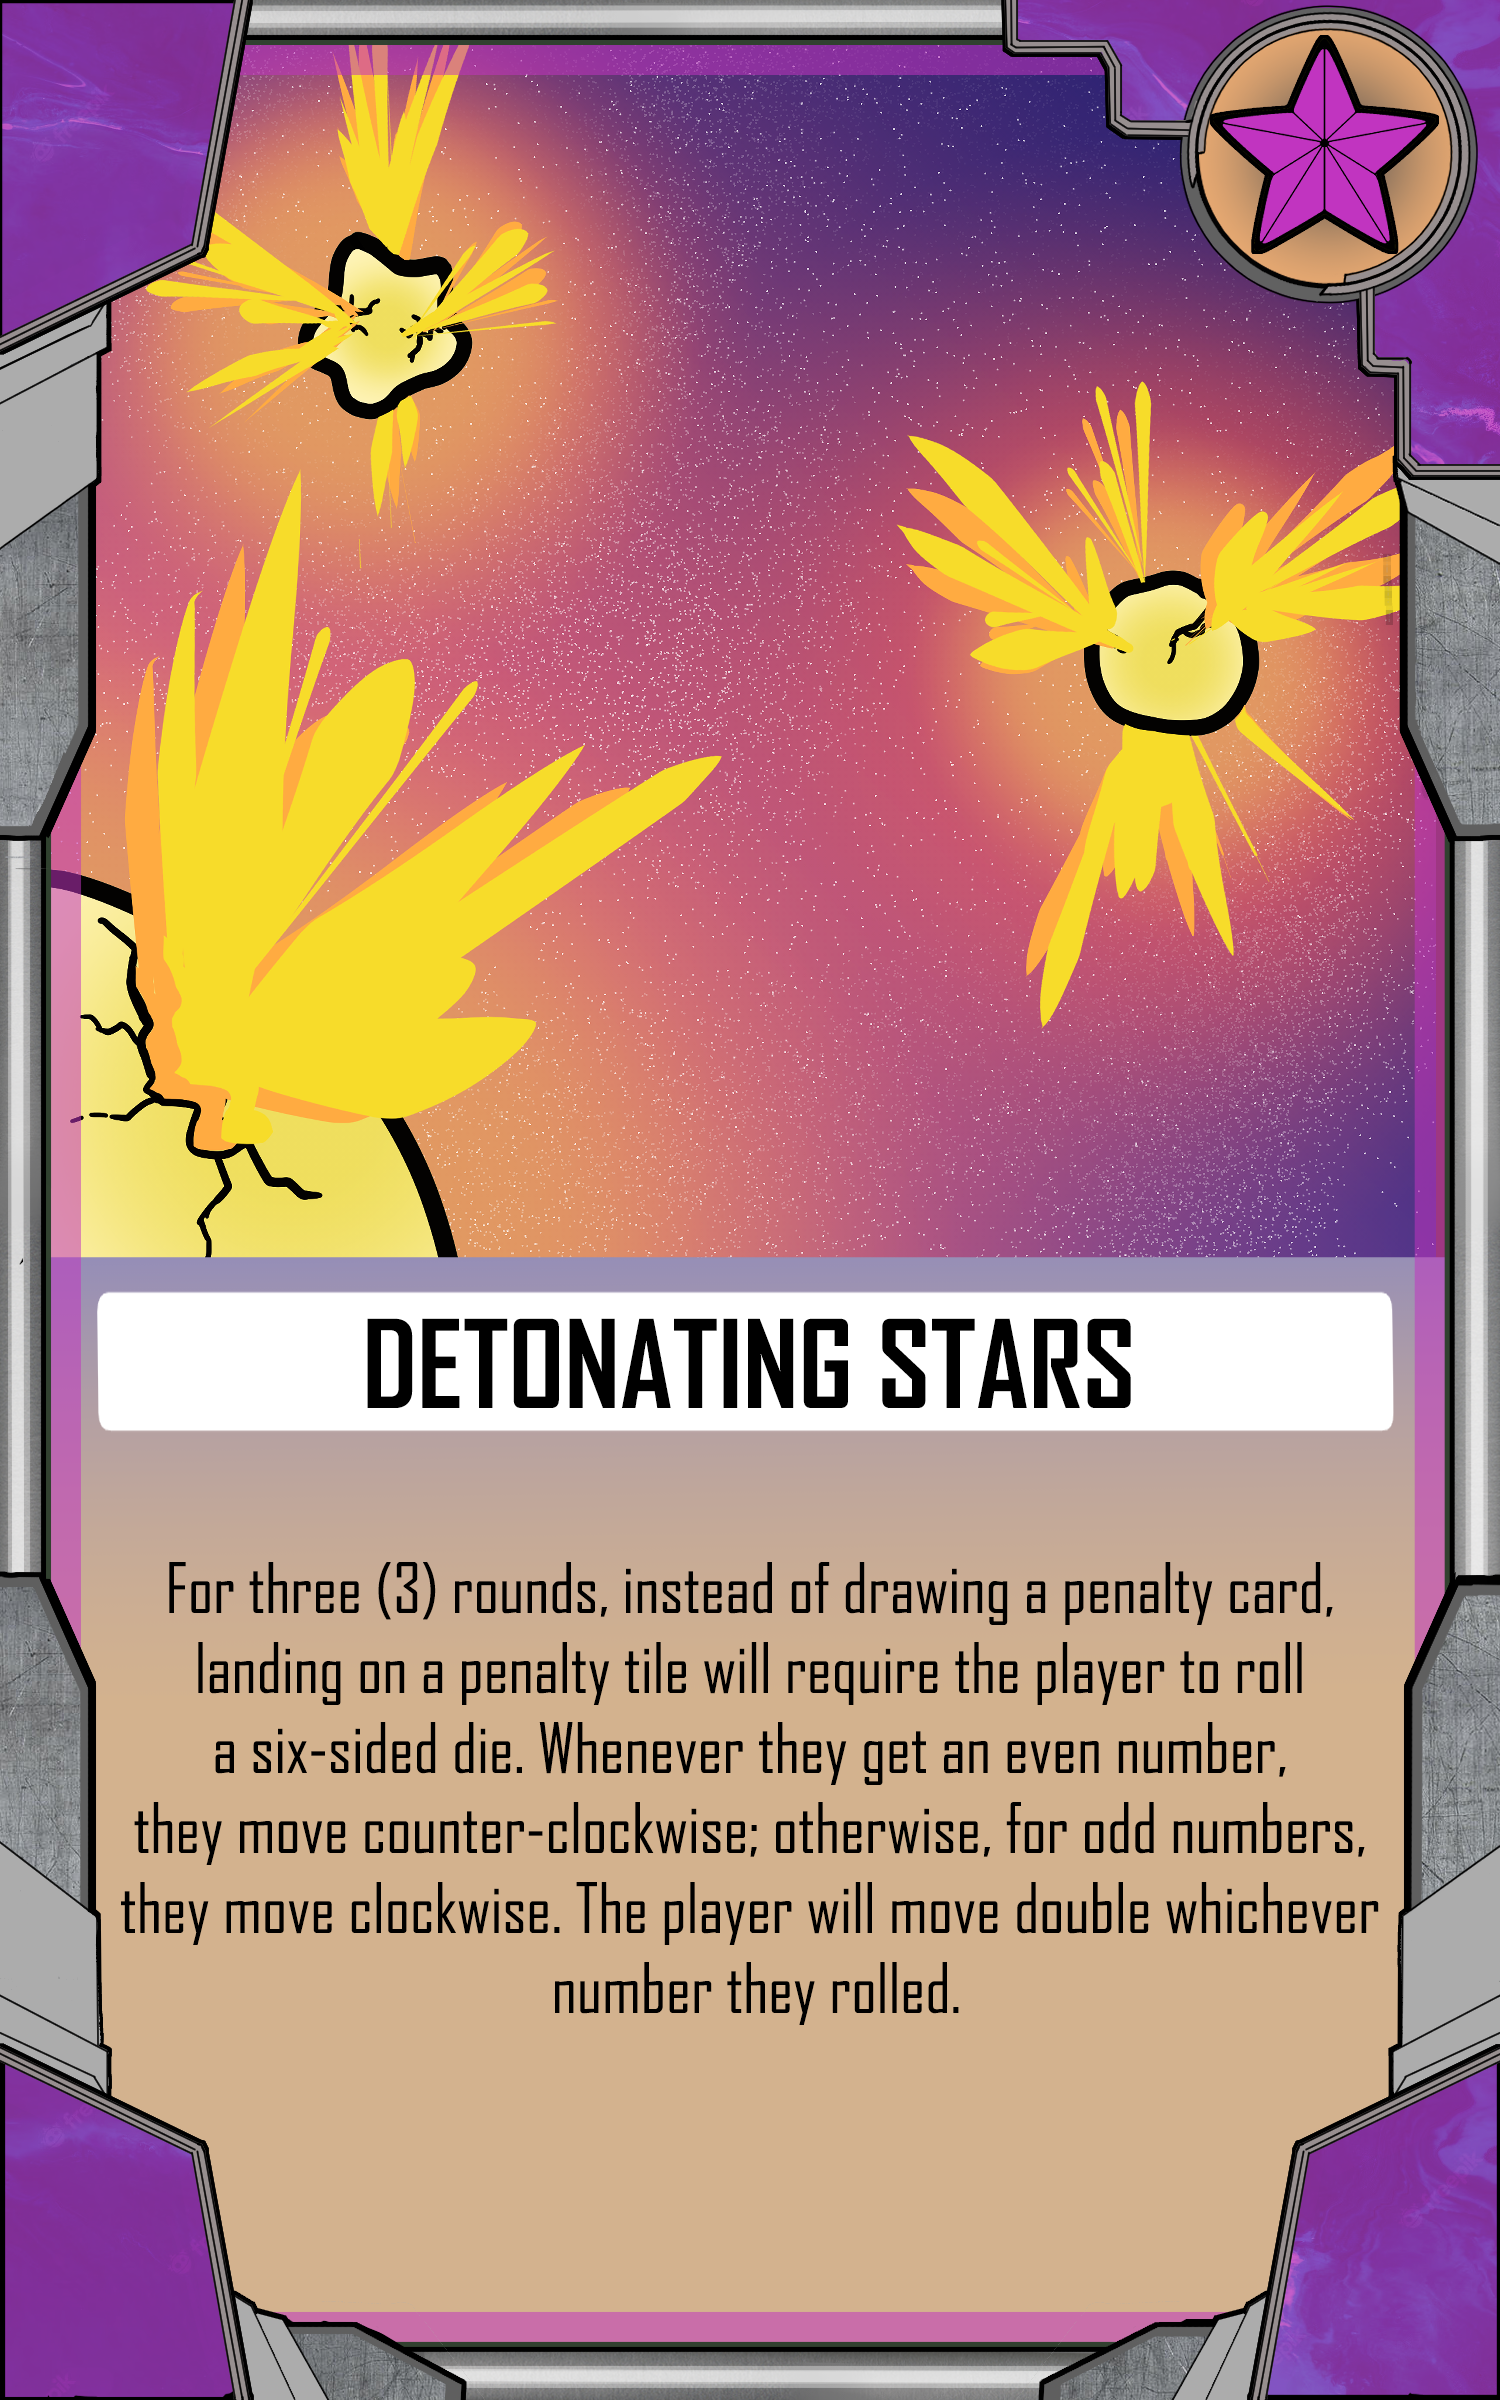 DETONATING STARS
For three (3) rounds, instead of drawing a penalty card,
landing on a penalty tile will require the player to roll
a six-sided die. Whenever they get an even number,
they move counter-clockwise; otherwise, for odd numbers,
they move clockwise. The player will move double whichever
number they rolled.